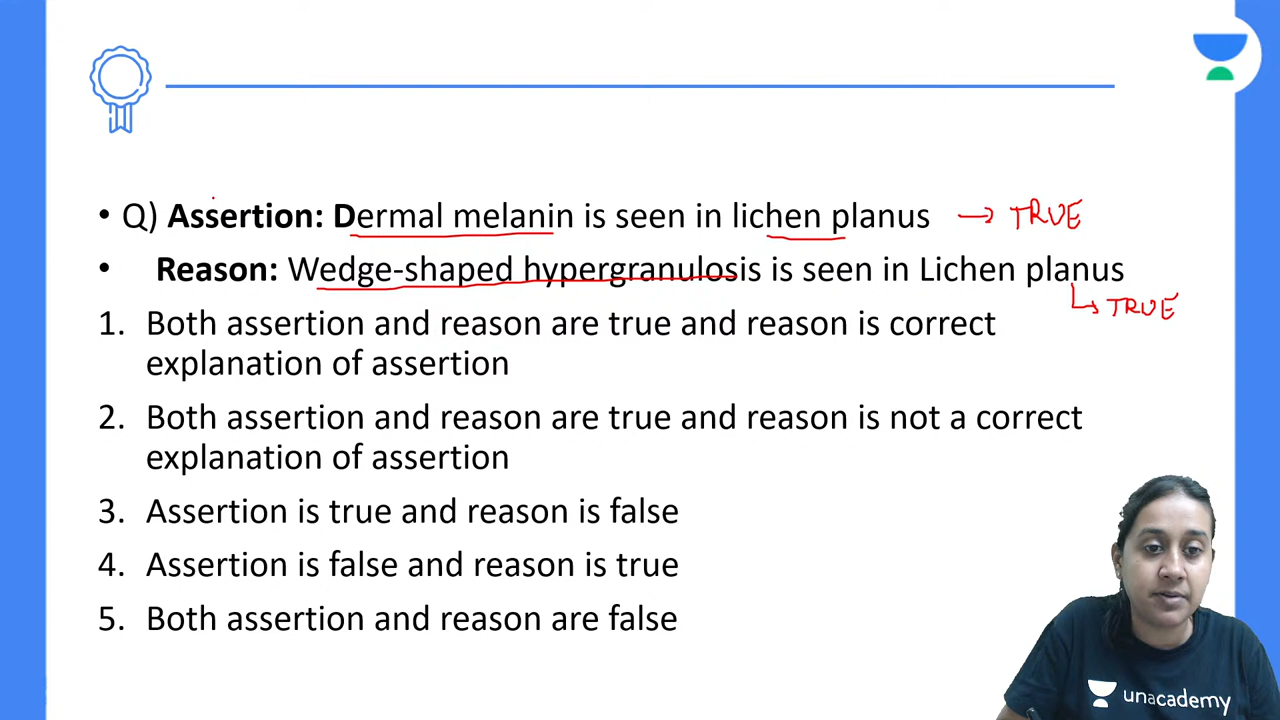 • Q) Assertion: Dermal melanin is seen in lichen planus → TRUE
• Reason: Wedge-shaped hypergranulosis is seen in Lichen planus
↳ TRUE
1. Both assertion and reason are true and reason is correct
explanation of assertion
2. Both assertion and reason are true and reason is not a correct
explanation of assertion
3. Assertion is true and reason is false
4. Assertion is false and reason is true
5. Both assertion and reason are false
unacademy